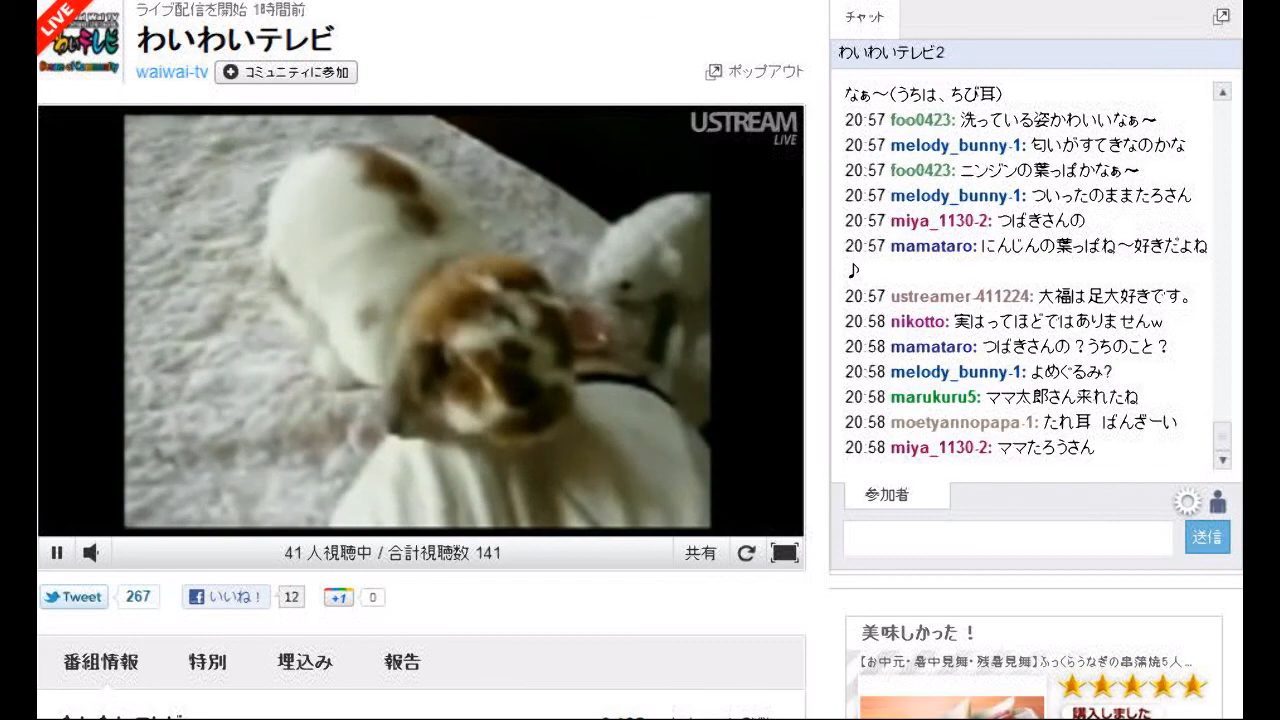 LIVE
ライブ配信を開始 1時間前
わいテレビ
Dream of Community
わいわいテレビ
waiwai-tv コミュニティに参加
ポップアウト
USTREAM
LIVE
41 人視聴中 / 合計視聴数 141
共有
Tweet 267 いいね！ 12 +1 0
番組情報 特別 埋込み 報告
チャット
わいわいテレビ2
なぁ～（うちは、ちび耳）
20:57 foo0423: 洗っている姿かわいいなぁ～
20:57 melody_bunny-1: 匂いがすてきなのかな
20:57 foo0423: ニンジンの葉っぱかなぁ～
20:57 melody_bunny-1: ついったのままたろさん
20:57 miya_1130-2: つばきさんの
20:57 mamataro: にんじんの葉っぱね～好きだよね
♪
20:57 ustreamer-411224: 大福は足大好きです。
20:58 nikotto: 実はってほどではありませんw
20:58 mamataro: つばきさんの？うちのこと？
20:58 melody_bunny-1: よめぐるみ？
20:58 marukuru5: ママ太郎さん来れたね
20:58 moetyannopapa-1: たれ耳　ばんざーい
20:58 miya_1130-2: ママたろうさん
参加者
送信
美味しかった！
【お中元・暑中見舞・残暑見舞】ふっくらうなぎの串蒲焼5人...
購入しました